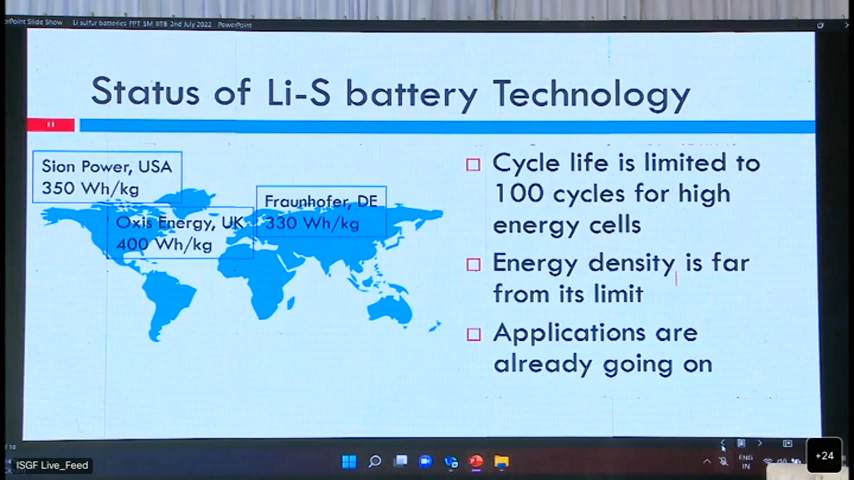 PowerPoint Slide Show
Li sulfur batteries PPT SM IITB 2nd July 2022 - PowerPoint
Status of Li-S battery Technology
11
Sion Power, USA
350 Wh/kg
Oxis Energy, UK
400 Wh/kg
Fraunhofer, DE
330 Wh/kg
Cycle life is limited to
100 cycles for high
energy cells
Energy density is far
from its limit
Applications are
already going on
ISGF Live_Feed
ENG
IN
+24